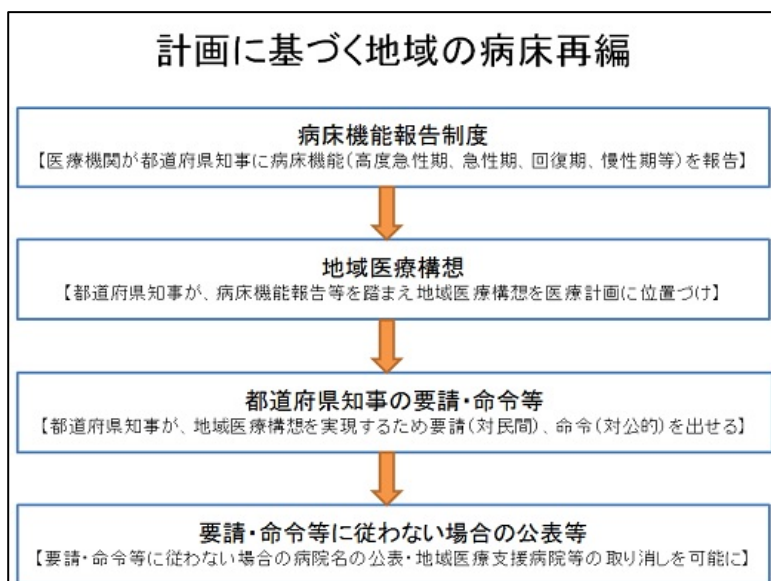 計画に基づく地域の病床再編
病床機能報告制度
【医療機関が都道府県知事に病床機能(高度急性期、急性期、回復期、慢性期等)を報告】
地域医療構想
【都道府県知事が、病床機能報告等を踏まえ地域医療構想を医療計画に位置づけ】
都道府県知事の要請・命令等
【都道府県知事が、地域医療構想を実現するため要請(対民間)、命令(対公的)を出せる】
要請・命令等に従わない場合の公表等
【要請・命令等に従わない場合の病院名の公表・地域医療支援病院等の取り消しを可能に】